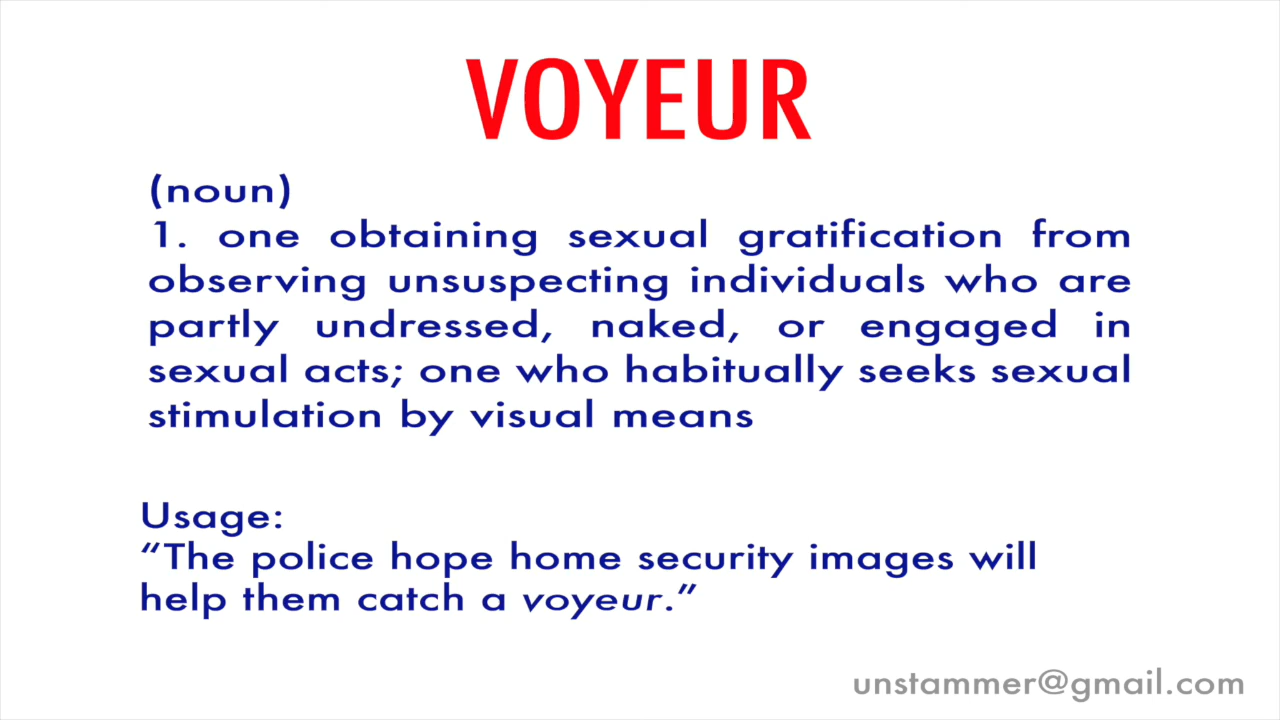 VOYEUR
(noun)
1. one obtaining sexual gratification from
observing unsuspecting individuals who are
partly undressed, naked, or engaged in
sexual acts; one who habitually seeks sexual
stimulation by visual means
Usage:
“The police hope home security images will
help them catch a voyeur.”
unstammer@gmail.com